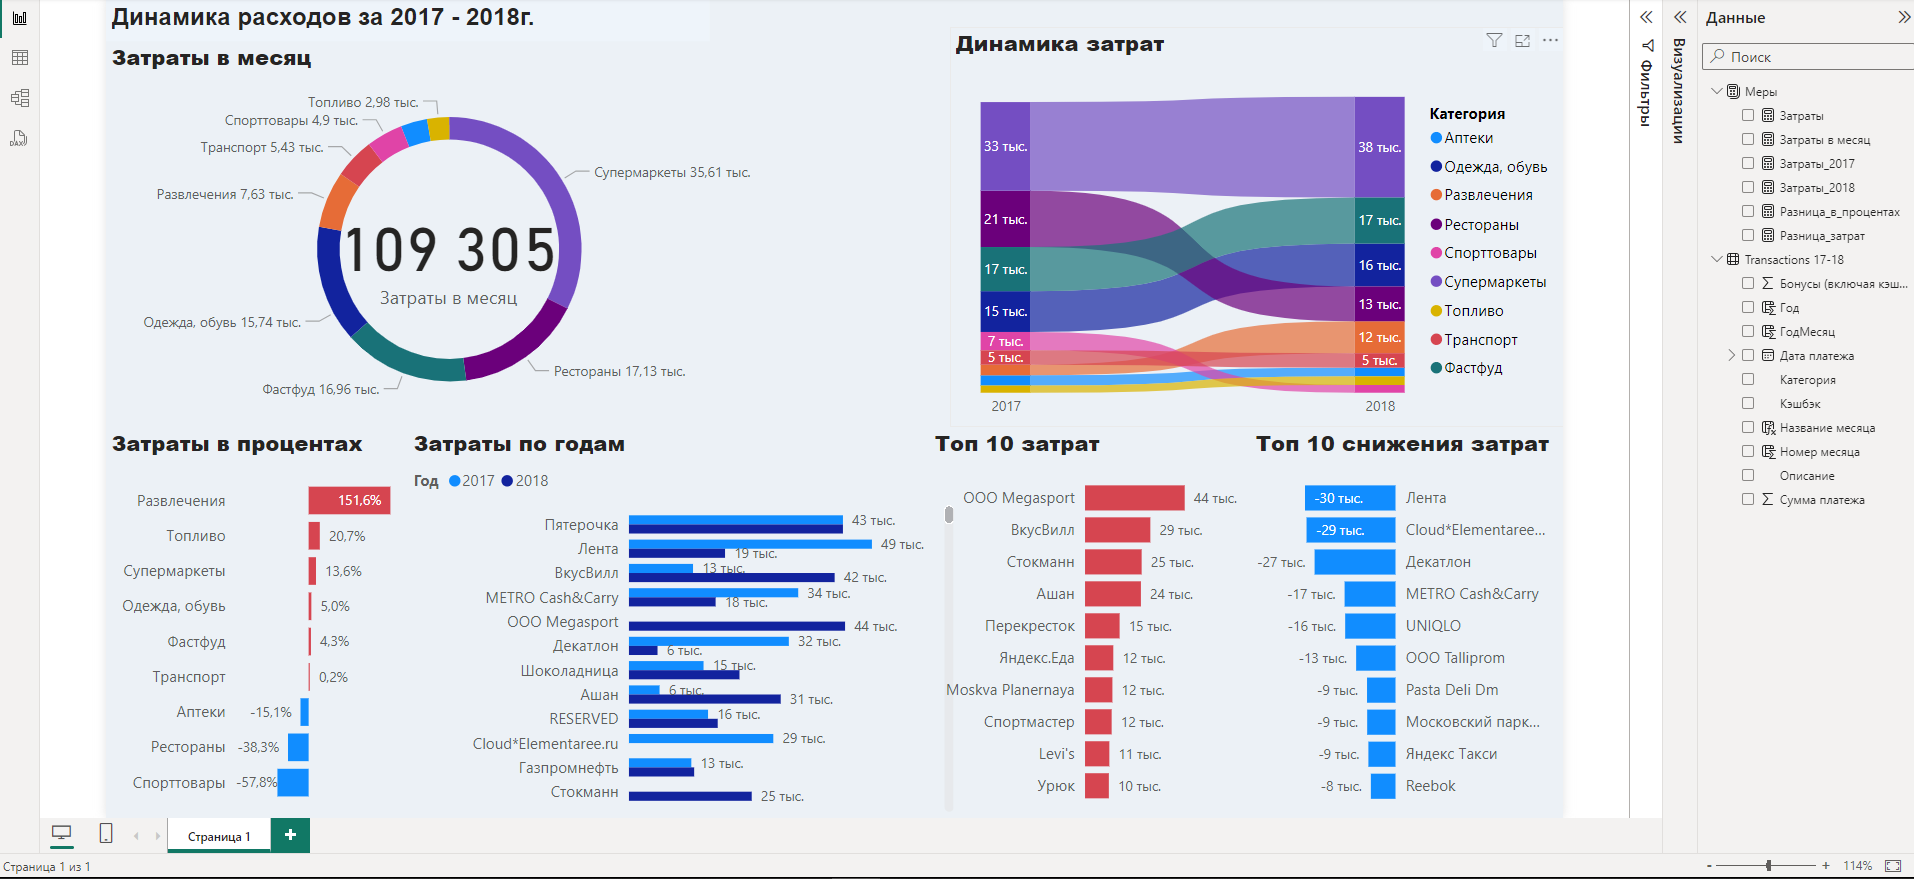 Динамика расходов за 2017 - 2018г.
Затраты в месяц
Топливо 2,98 тыс.
Спорттовары 4,9 тыс.
Транспорт 5,43 тыс.
Развлечения 7,63 тыс.
Супермаркеты 35,61 тыс.
109 305
Затраты в месяц
Одежда, обувь 15,74 тыс.
Рестораны 17,13 тыс.
Фастфуд 16,96 тыс.
Динамика затрат
33 тыс.
21 тыс.
17 тыс.
15 тыс.
7 тыс.
5 тыс.
2017
38 тыс.
17 тыс.
16 тыс.
13 тыс.
12 тыс.
5 тыс.
2018
Категория
Аптеки
Одежда, обувь
Развлечения
Рестораны
Спорттовары
Супермаркеты
Топливо
Транспорт
Фастфуд
Затраты в процентах
Развлечения 151,6%
Топливо 20,7%
Супермаркеты 13,6%
Одежда, обувь 5,0%
Фастфуд 4,3%
Транспорт 0,2%
Аптеки -15,1%
Рестораны -38,3%
Спорттовары -57,8%
Затраты по годам
Год 2017 2018
Пятерочка 43 тыс.
Лента 49 тыс.
19 тыс.
ВкусВилл 13 тыс.
42 тыс.
METRO Cash&Carry 34 тыс.
18 тыс.
ООО Megasport 44 тыс.
Декатлон 32 тыс.
6 тыс.
Шоколадница 15 тыс.
Ашан 6 тыс.
31 тыс.
RESERVED 16 тыс.
Cloud*Elementaree.ru 29 тыс.
Газпромнефть 13 тыс.
Стокманн 25 тыс.
Топ 10 затрат
ООО Megasport 44 тыс.
ВкусВилл 29 тыс.
Стокманн 25 тыс.
Ашан 24 тыс.
Перекресток 15 тыс.
Яндекс.Еда 12 тыс.
Moskva Planernaya 12 тыс.
Спортмастер 12 тыс.
Levi's 11 тыс.
Урюк 10 тыс.
Топ 10 снижения затрат
-30 тыс. Лента
-29 тыс. Cloud*Elementaree...
-27 тыс. Декатлон
-17 тыс. METRO Cash&Carry
-16 тыс. UNIQLO
-13 тыс. ООО Talliprom
-9 тыс. Pasta Deli Dm
-9 тыс. Московский парк...
-9 тыс. Яндекс Такси
-8 тыс. Reebok
Фильтры
Визуализации
Данные
Поиск
Меры
Затраты
Затраты в месяц
Затраты_2017
Затраты_2018
Разница_в_процентах
Разница_затрат
Transactions 17-18
Бонусы (включая кэш...
Год
ГодМесяц
Дата платежа
Категория
Кэшбэк
Название месяца
Номер месяца
Описание
Сумма платежа
DAX
Страница 1
+
Страница 1 из 1
- + 114%